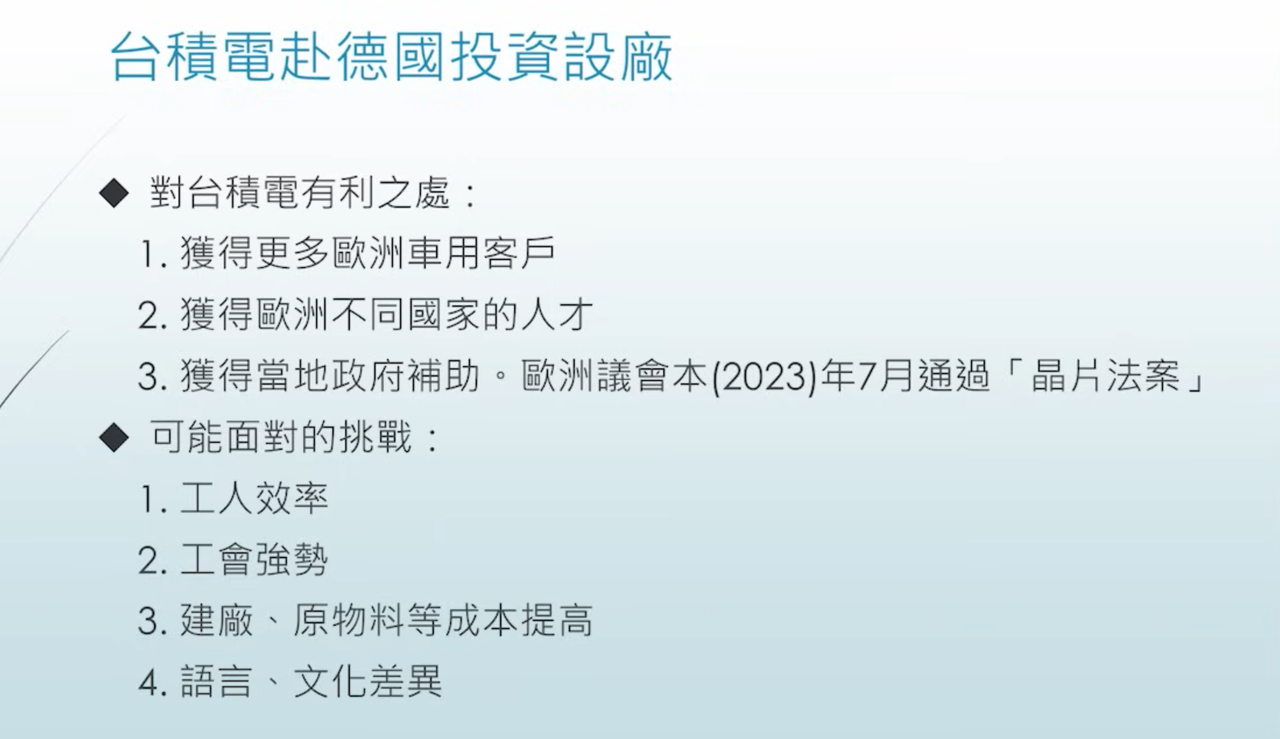 台積電赴德國投資設廠
◆ 對台積電有利之處：
1. 獲得更多歐洲車用客戶
2. 獲得歐洲不同國家的人才
3. 獲得當地政府補助。歐洲議會本(2023)年7月通過「晶片法案」
◆ 可能面對的挑戰：
1. 工人效率
2. 工會強勢
3. 建廠、原物料等成本提高
4. 語言、文化差異